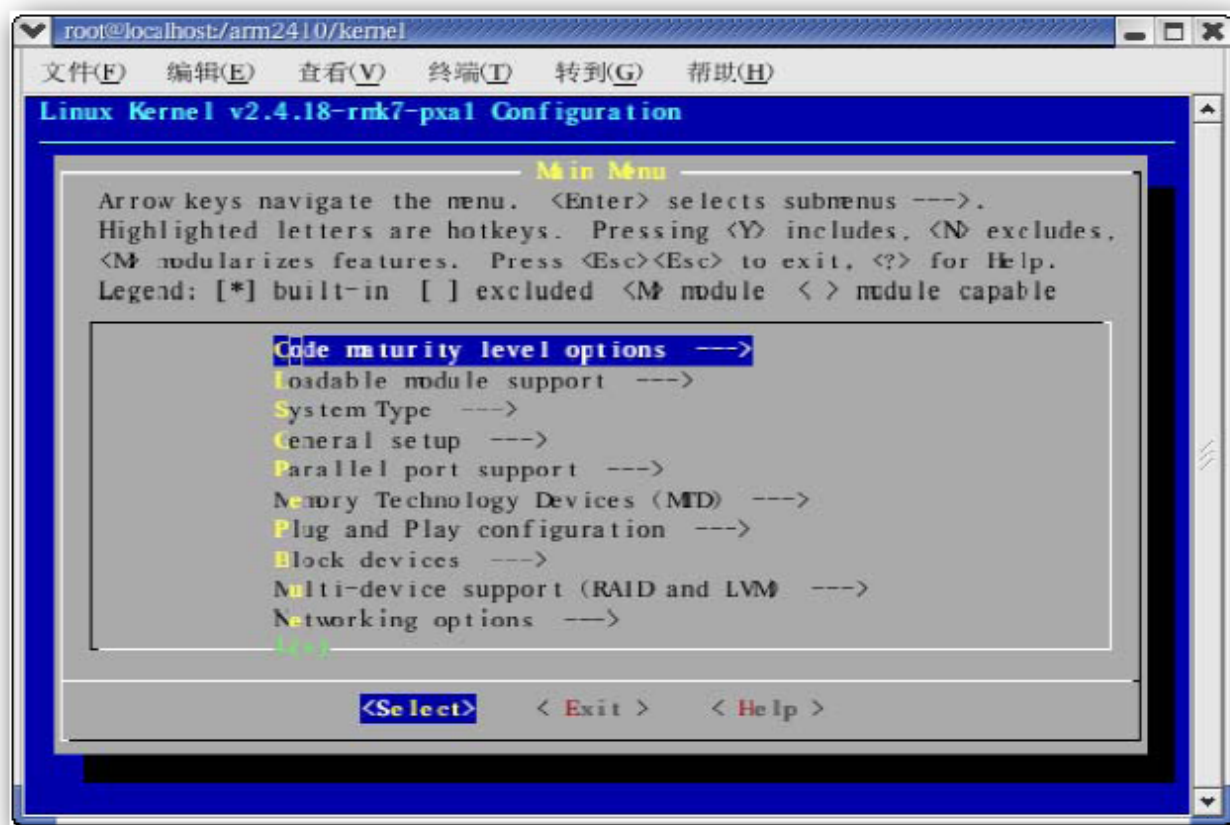 root@localhost:/arm2410/kernel
文件(F) 编辑(E) 查看(V) 终端(T) 转到(G) 帮助(H)
Linux Kernel v2.4.18-rmk7-pxa1 Configuration
Main Menu
Arrow keys navigate the menu. <Enter> selects submenus --->.
Highlighted letters are hotkeys. Pressing <Y> includes, <N> excludes,
<M> modularizes features. Press <Esc><Esc> to exit, <?> for Help.
Legend: [*] built-in [ ] excluded <M> module < > module capable
Code maturity level options --->
Loadable module support --->
System Type --->
General setup --->
Parallel port support --->
Memory Technology Devices (MTD) --->
Plug and Play configuration --->
Block devices --->
Multi-device support (RAID and LVM) --->
Networking options --->
<Select> < Exit > < Help >